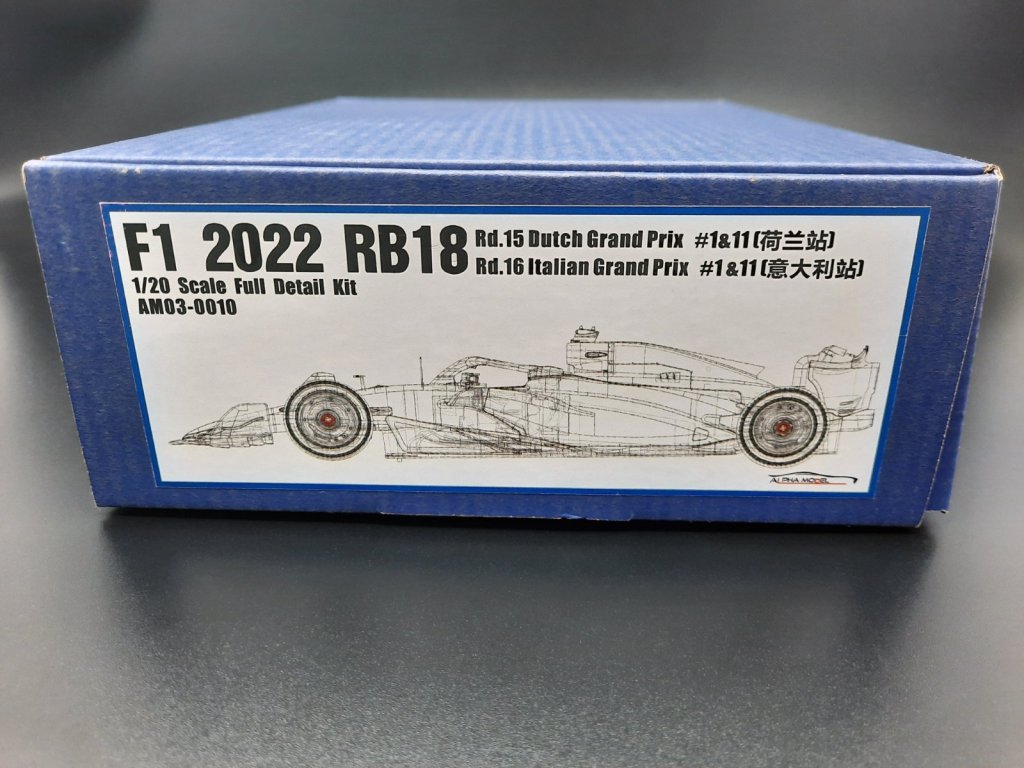 F1 2022 RB18
Rd.15 Dutch Grand Prix #1&11(荷兰站)
Rd.16 Italian Grand Prix #1&11(意大利站)
1/20 Scale Full Detail Kit
AM03-0010
ALPHA MODEL